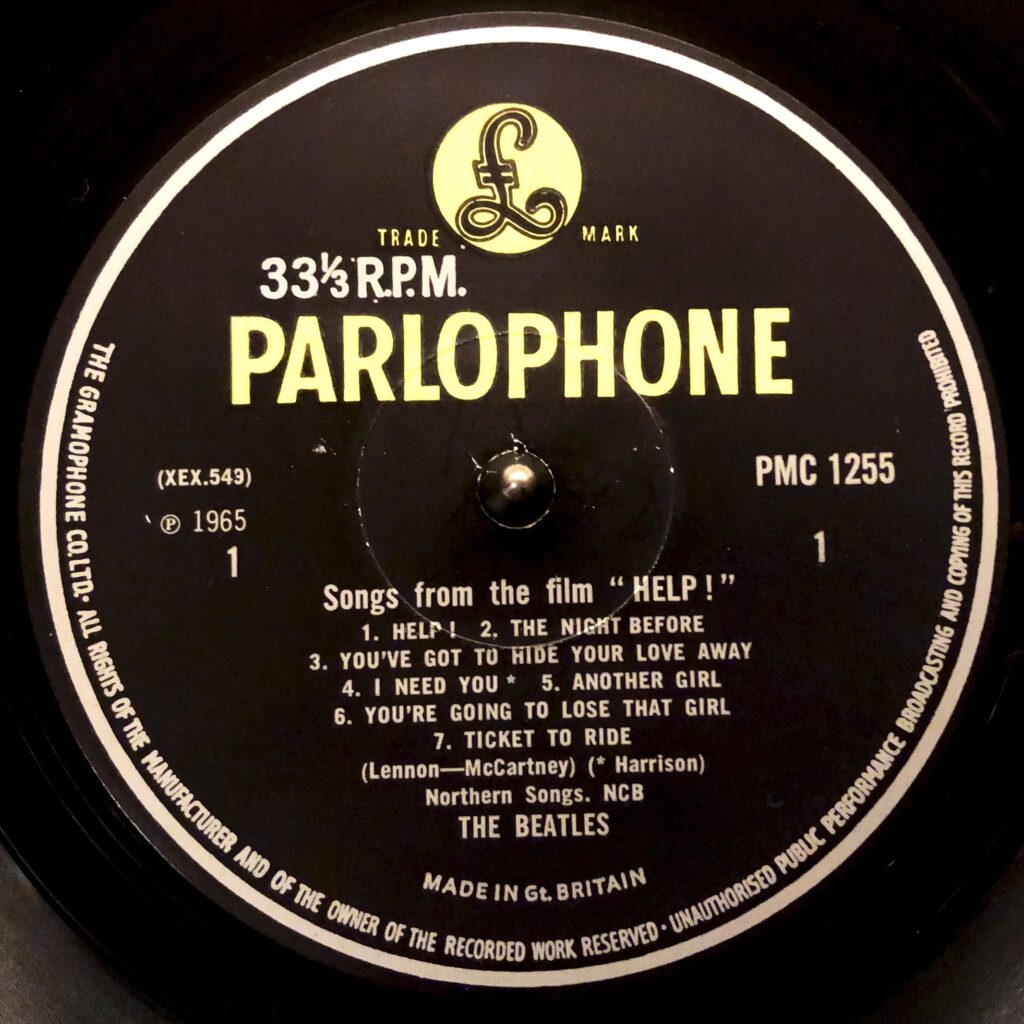 £
TRADE MARK
33⅓ R.P.M.
PARLOPHONE
(XEX.549)
PMC 1255
℗ 1965
1
1
Songs from the film “ HELP ! ”
1. HELP ! 2. THE NIGHT BEFORE
3. YOU'VE GOT TO HIDE YOUR LOVE AWAY
4. I NEED YOU * 5. ANOTHER GIRL
6. YOU'RE GOING TO LOSE THAT GIRL
7. TICKET TO RIDE
(Lennon—McCartney) (* Harrison)
Northern Songs. NCB
THE BEATLES
MADE IN Gt. BRITAIN
THE GRAMOPHONE CO. LTD. · ALL RIGHTS OF THE MANUFACTURER AND OF THE OWNER OF THE RECORDED WORK RESERVED · UNAUTHORISED PUBLIC PERFORMANCE BROADCASTING AND COPYING OF THIS RECORD PROHIBITED